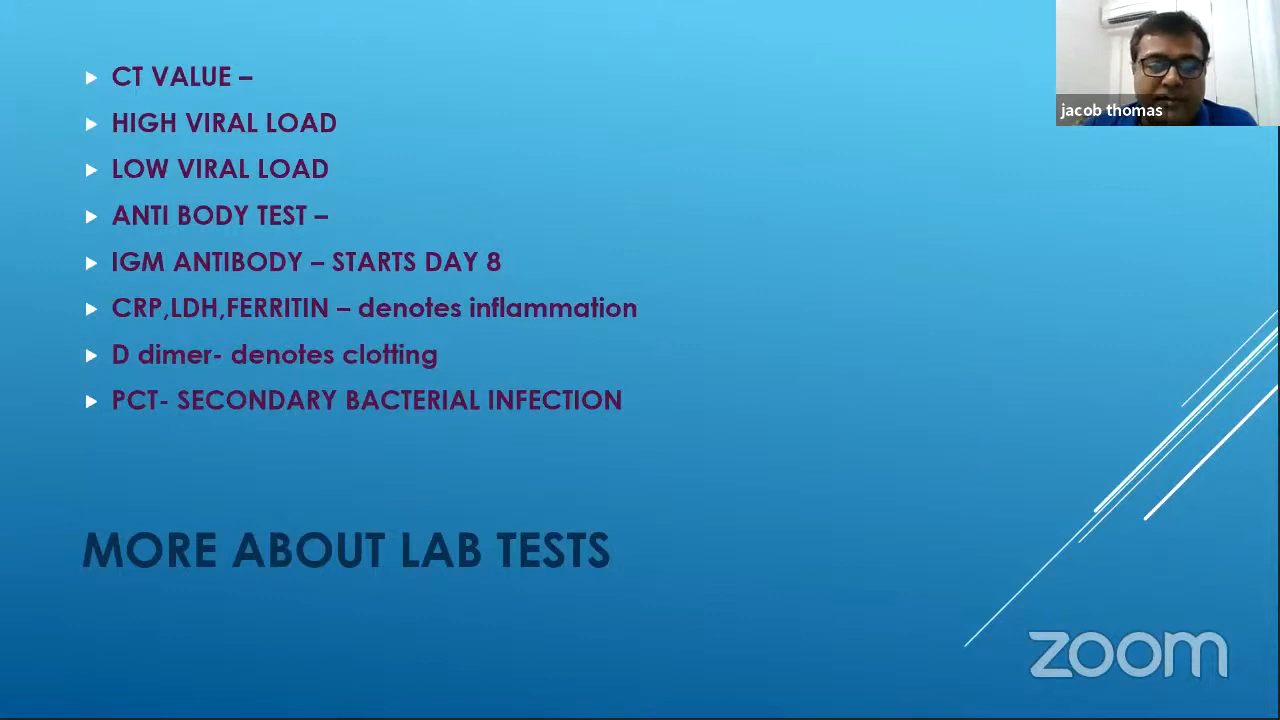 CT VALUE –
HIGH VIRAL LOAD
LOW VIRAL LOAD
ANTI BODY TEST –
IGM ANTIBODY – STARTS DAY 8
CRP,LDH,FERRITIN – denotes inflammation
D dimer- denotes clotting
PCT- SECONDARY BACTERIAL INFECTION
MORE ABOUT LAB TESTS
jacob thomas
zoom